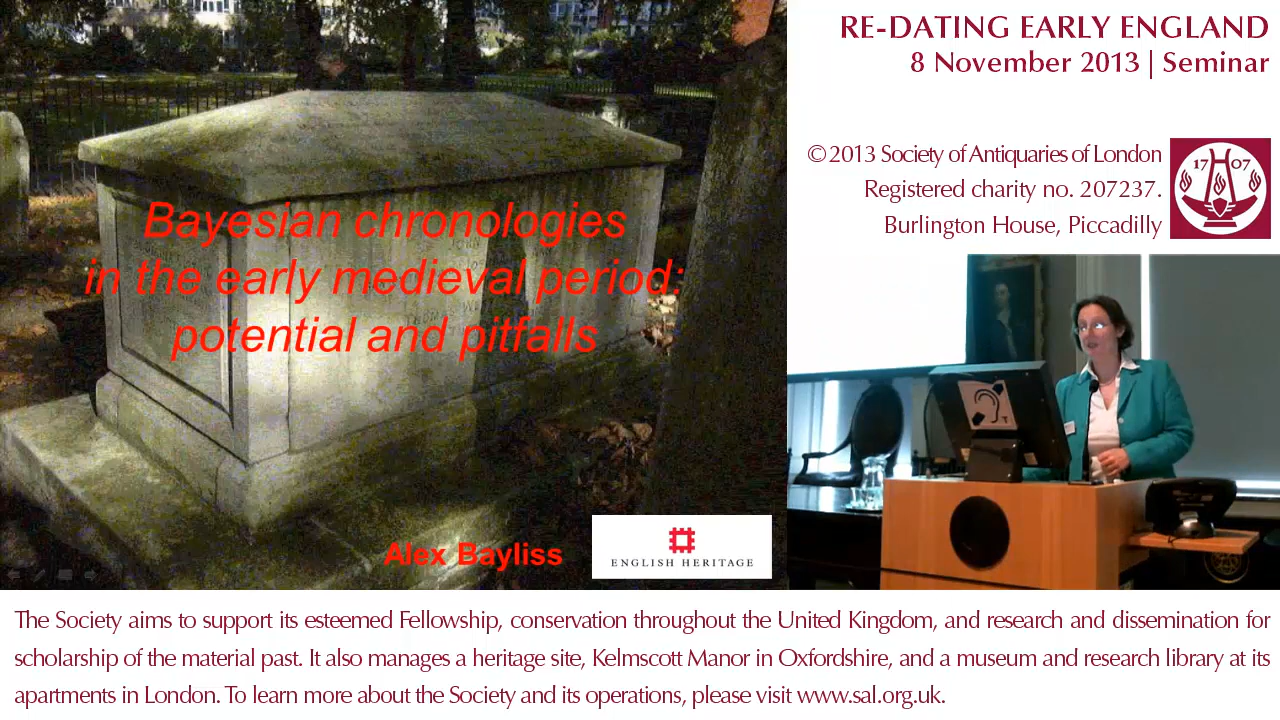 RE-DATING EARLY ENGLAND
8 November 2013 | Seminar
© 2013 Society of Antiquaries of London
Registered charity no. 207237.
Burlington House, Piccadilly
17 07
Bayesian chronologies
in the early medieval period:
potential and pitfalls
Alex Bayliss
ENGLISH HERITAGE
T
The Society aims to support its esteemed Fellowship, conservation throughout the United Kingdom, and research and dissemination for
scholarship of the material past. It also manages a heritage site, Kelmscott Manor in Oxfordshire, and a museum and research library at its
apartments in London. To learn more about the Society and its operations, please visit www.sal.org.uk.